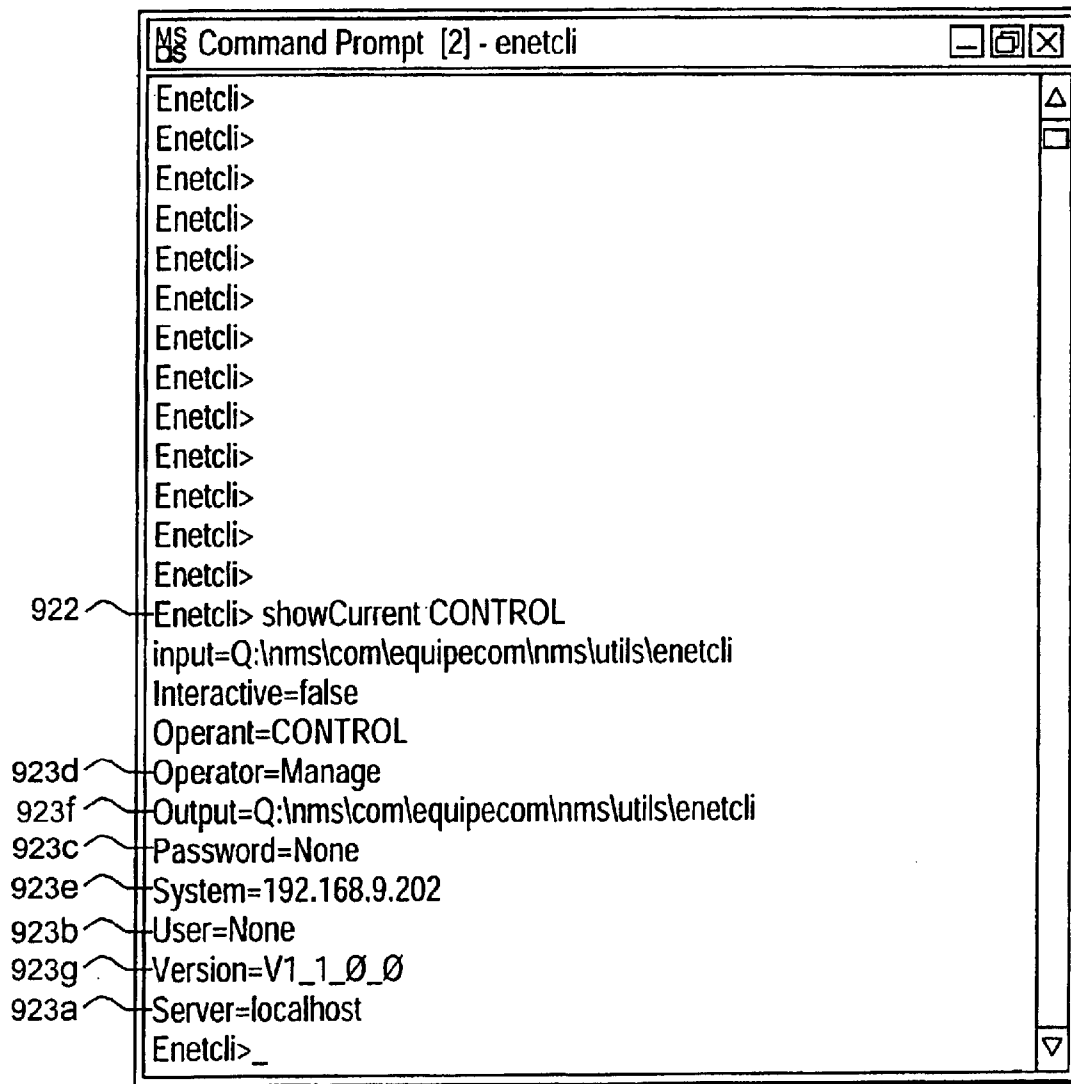 MS DOS Command Prompt [2] - enetcli
Enetcli>
Enetcli>
Enetcli>
Enetcli>
Enetcli>
Enetcli>
Enetcli>
Enetcli>
Enetcli>
Enetcli>
Enetcli>
Enetcli>
Enetcli>
922 Enetcli> showCurrent CONTROL
input=Q:\nms\com\equipecom\nms\utils\enetcli
Interactive=false
Operant=CONTROL
923d Operator=Manage
923f Output=Q:\nms\com\equipecom\nms\utils\enetcli
923c Password=None
923e System=192.168.9.202
923b User=None
923g Version=V1_1_Ø_Ø
923a Server=localhost
Enetcli>_